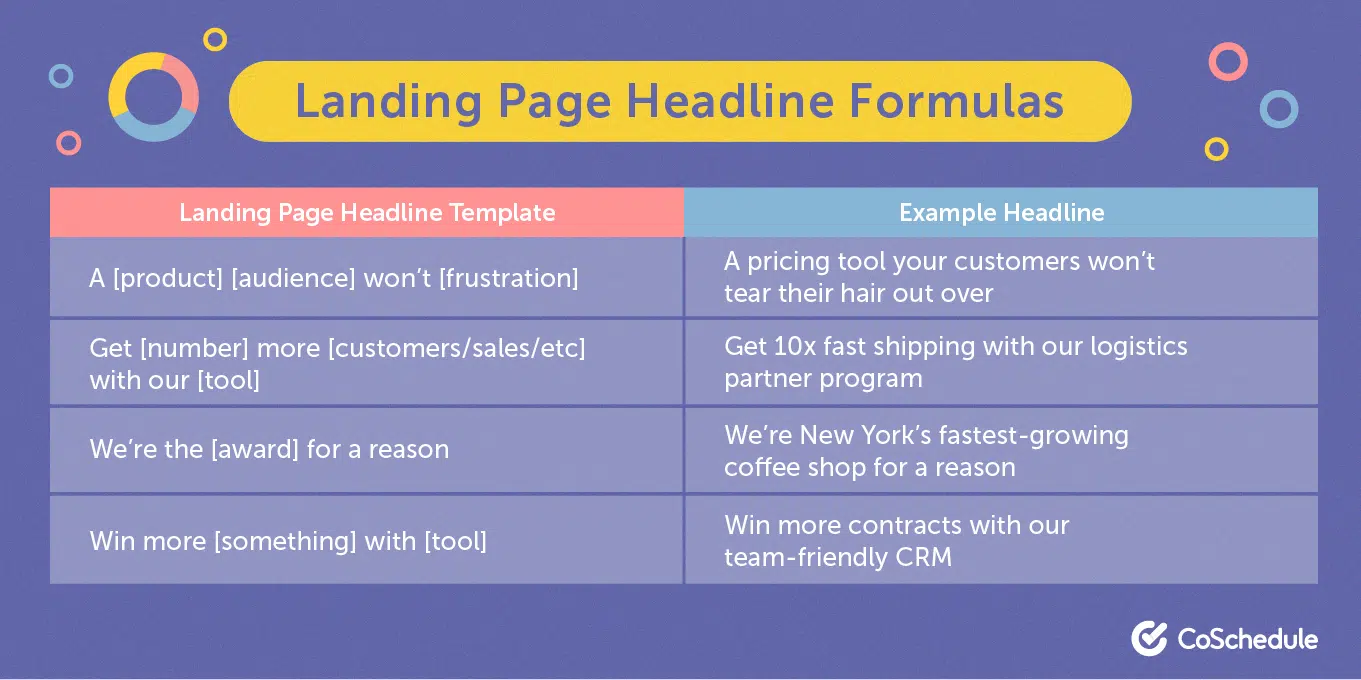 Landing Page Headline Formulas
Landing Page Headline Template
Example Headline
A [product] [audience] won’t [frustration]
A pricing tool your customers won’t
tear their hair out over
Get [number] more [customers/sales/etc]
with our [tool]
Get 10x fast shipping with our logistics
partner program
We’re the [award] for a reason
We’re New York’s fastest-growing
coffee shop for a reason
Win more [something] with [tool]
Win more contracts with our
team-friendly CRM
CoSchedule